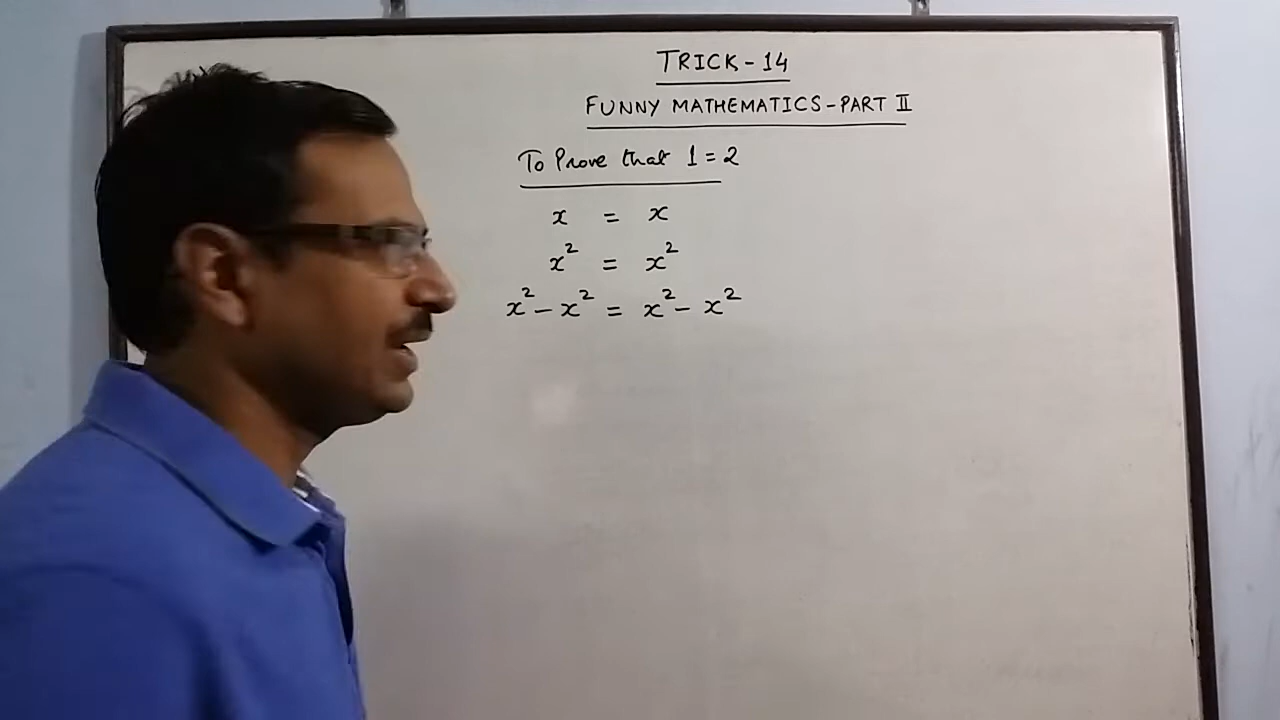 TRICK-14
FUNNY MATHEMATICS-PART II
To Prove that 1=2
x = x
x² = x²
x² - x² = x² - x²